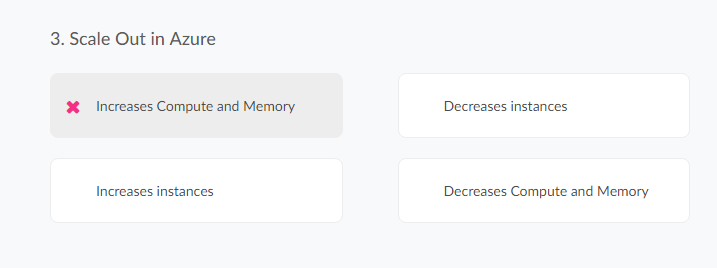 3. Scale Out in Azure
Increases Compute and Memory
Decreases instances
Increases instances
Decreases Compute and Memory